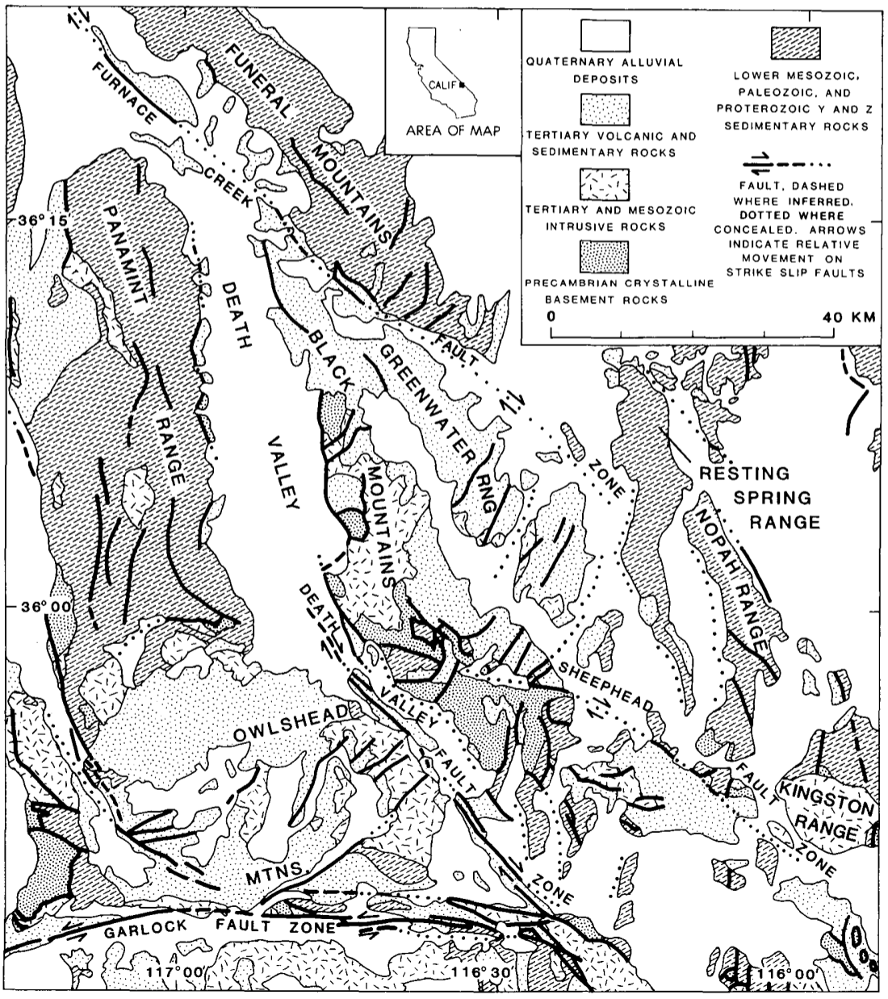 FURNACE
CREEK
FAULT
ZONE
FUNERAL
MOUNTAINS
CALIF
AREA OF MAP
QUATERNARY ALLUVIAL
DEPOSITS
TERTIARY VOLCANIC AND
SEDIMENTARY ROCKS
TERTIARY AND MESOZOIC
INTRUSIVE ROCKS
PRECAMBRIAN CRYSTALLINE
BASEMENT ROCKS
LOWER MESOZOIC,
PALEOZOIC, AND
PROTEROZOIC Y AND Z
SEDIMENTARY ROCKS
FAULT, DASHED
WHERE INFERRED.
DOTTED WHERE
CONCEALED. ARROWS
INDICATE RELATIVE
MOVEMENT ON
STRIKE SLIP FAULTS
0 40 KM
36°15
PANAMINT
RANGE
DEATH
VALLEY
BLACK
MOUNTAINS
GREENWATER
RNG
RESTING
SPRING
RANGE
NOPAH RANGE
36°00
DEATH
VALLEY
FAULT
ZONE
SHEEPHEAD
FAULT
ZONE
OWLSHEAD
MTNS.
KINGSTON
RANGE
GARLOCK FAULT ZONE
117°00'
116°30'
116°00'